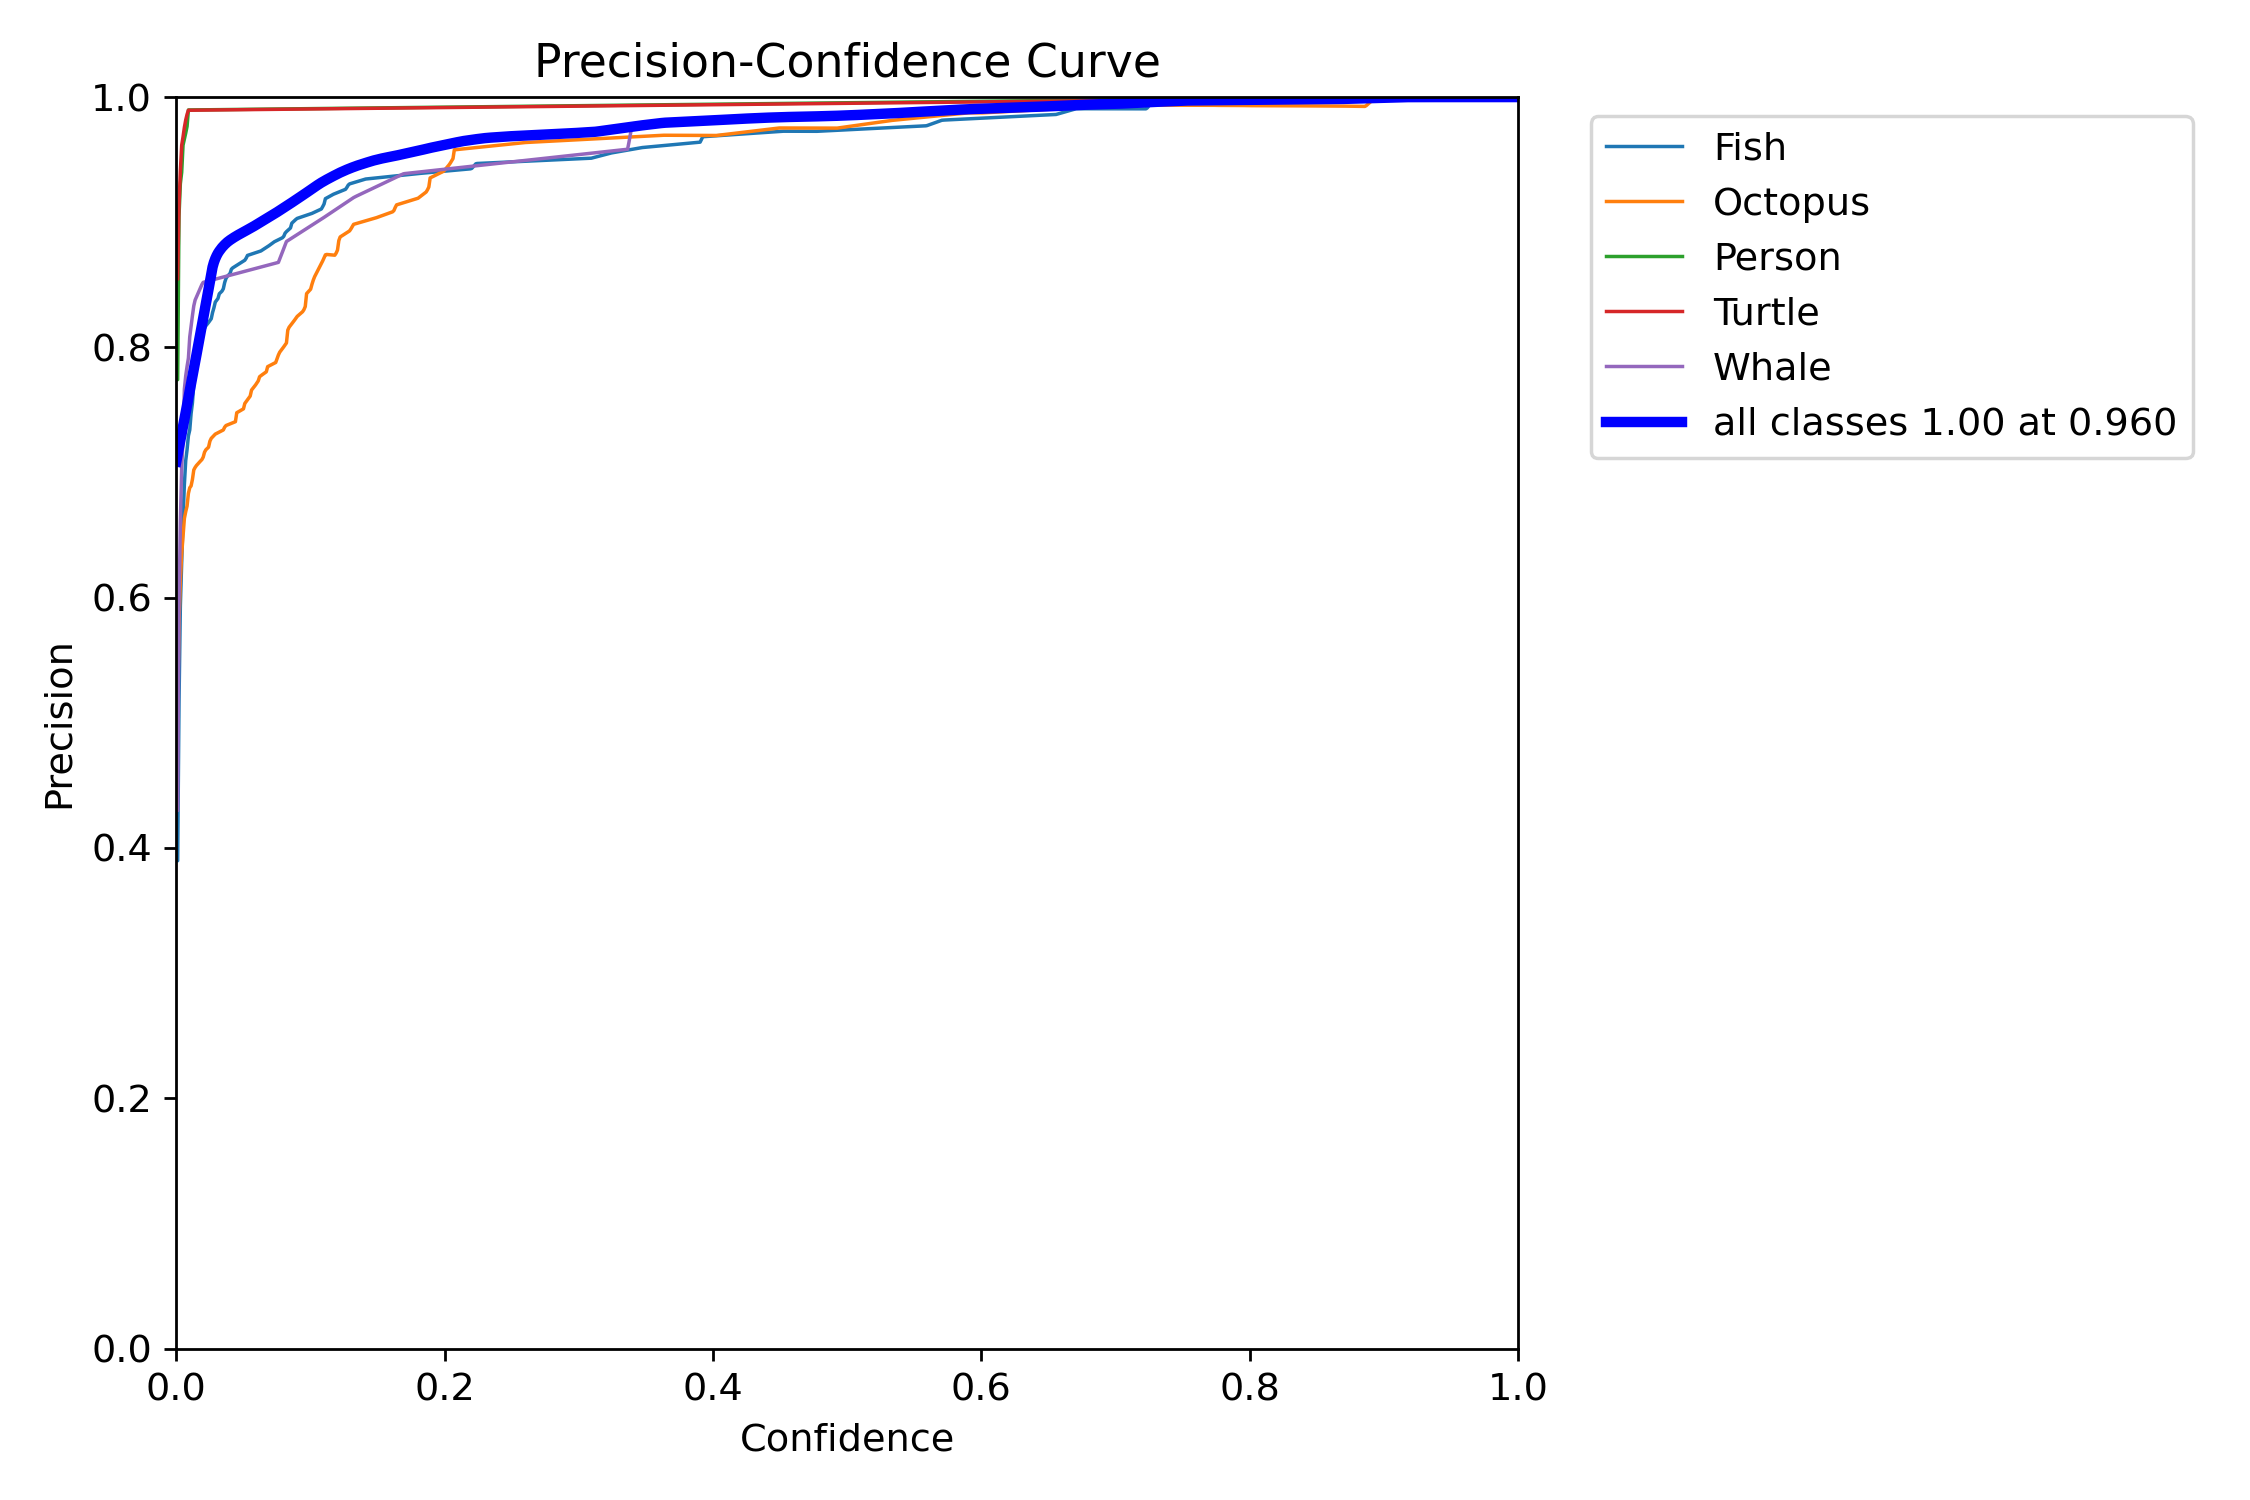 Precision-Confidence Curve
1.0
0.8
0.6
0.4
0.2
0.0
Precision
0.0 0.2 0.4 0.6 0.8 1.0
Confidence
Fish
Octopus
Person
Turtle
Whale
all classes 1.00 at 0.960